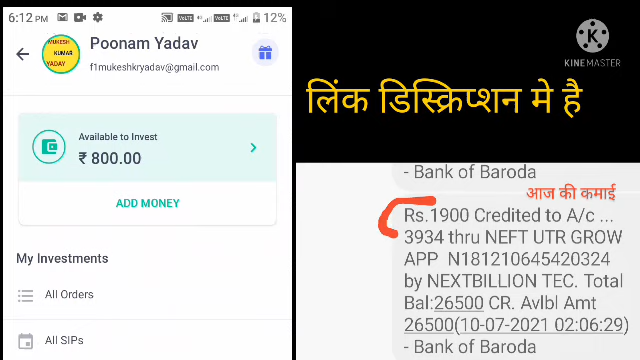 6:12 PM
VoLTE
VoLTE
12%
MUKESH
KUMAR
YADAY
Poonam Yadav
f1mukeshkryadav@gmail.com
Available to Invest
₹ 800.00
ADD MONEY
My Investments
All Orders
All SIPs
K
KINEMASTER
लिंक डिस्क्रिप्शन मे है
- Bank of Baroda
आज की कमाई
Rs.1900 Credited to A/c ...
3934 thru NEFT UTR GROW
APP N181210645420324
by NEXTBILLION TEC. Total
Bal:26500 CR. Avlbl Amt
26500(10-07-2021 02:06:29)
- Bank of Baroda